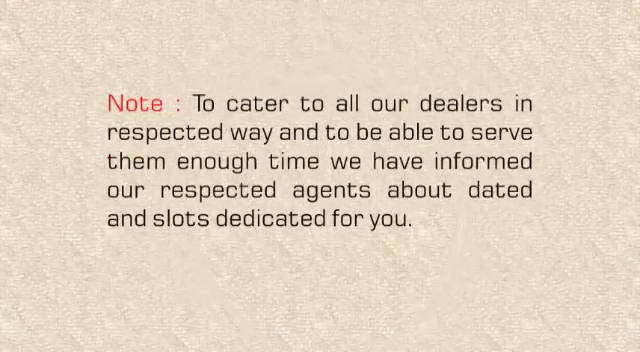 Note : To cater to all our dealers in
respected way and to be able to serve
them enough time we have informed
our respected agents about dated
and slots dedicated for you.